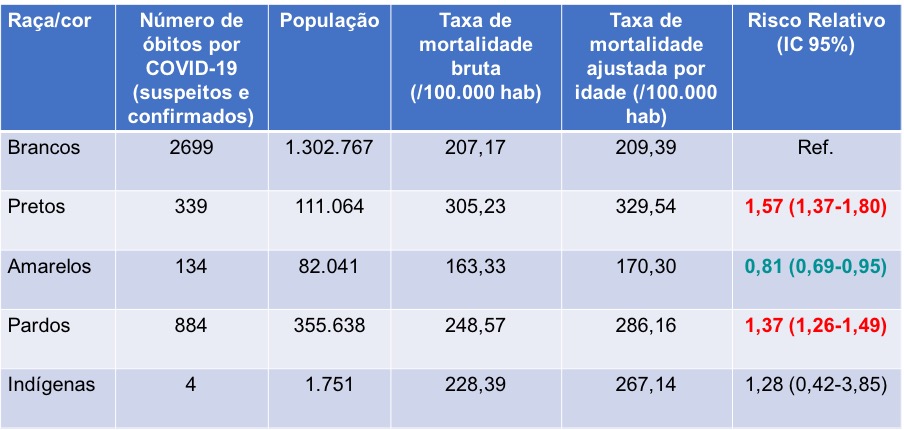 Raça/cor
Número de
óbitos por
COVID-19
(suspeitos e
confirmados)
População
Taxa de
mortalidade
bruta
(/100.000 hab)
Taxa de
mortalidade
ajustada por
idade (/100.000
hab)
Risco Relativo
(IC 95%)
Brancos 2699 1.302.767 207,17 209,39 Ref.
Pretos 339 111.064 305,23 329,54 1,57 (1,37-1,80)
Amarelos 134 82.041 163,33 170,30 0,81 (0,69-0,95)
Pardos 884 355.638 248,57 286,16 1,37 (1,26-1,49)
Indígenas 4 1.751 228,39 267,14 1,28 (0,42-3,85)